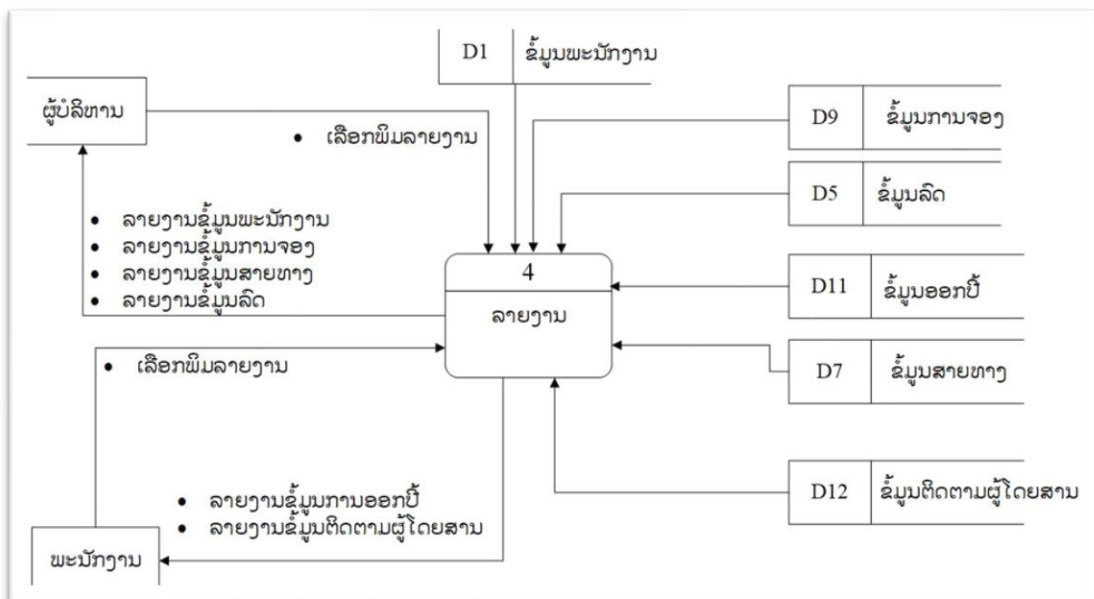 D1 ຂໍ້ມູນພະນັກງານ
ຜູ້ບໍລິຫານ
• ເລືອກພິມລາຍງານ
D9 ຂໍ້ມູນການຈອງ
D5 ຂໍ້ມູນລົດ
• ລາຍງານຂໍ້ມູນພະນັກງານ
• ລາຍງານຂໍ້ມູນການຈອງ
• ລາຍງານຂໍ້ມູນສາຍທາງ
• ລາຍງານຂໍ້ມູນລົດ
4
ລາຍງານ
D11 ຂໍ້ມູນອອກປີ້
• ເລືອກພິມລາຍງານ
D7 ຂໍ້ມູນສາຍທາງ
D12 ຂໍ້ມູນຕິດຕາມຜູ້ໂດຍສານ
• ລາຍງານຂໍ້ມູນການອອກປີ້
• ລາຍງານຂໍ້ມູນຕິດຕາມຜູ້ໂດຍສານ
ພະນັກງານ